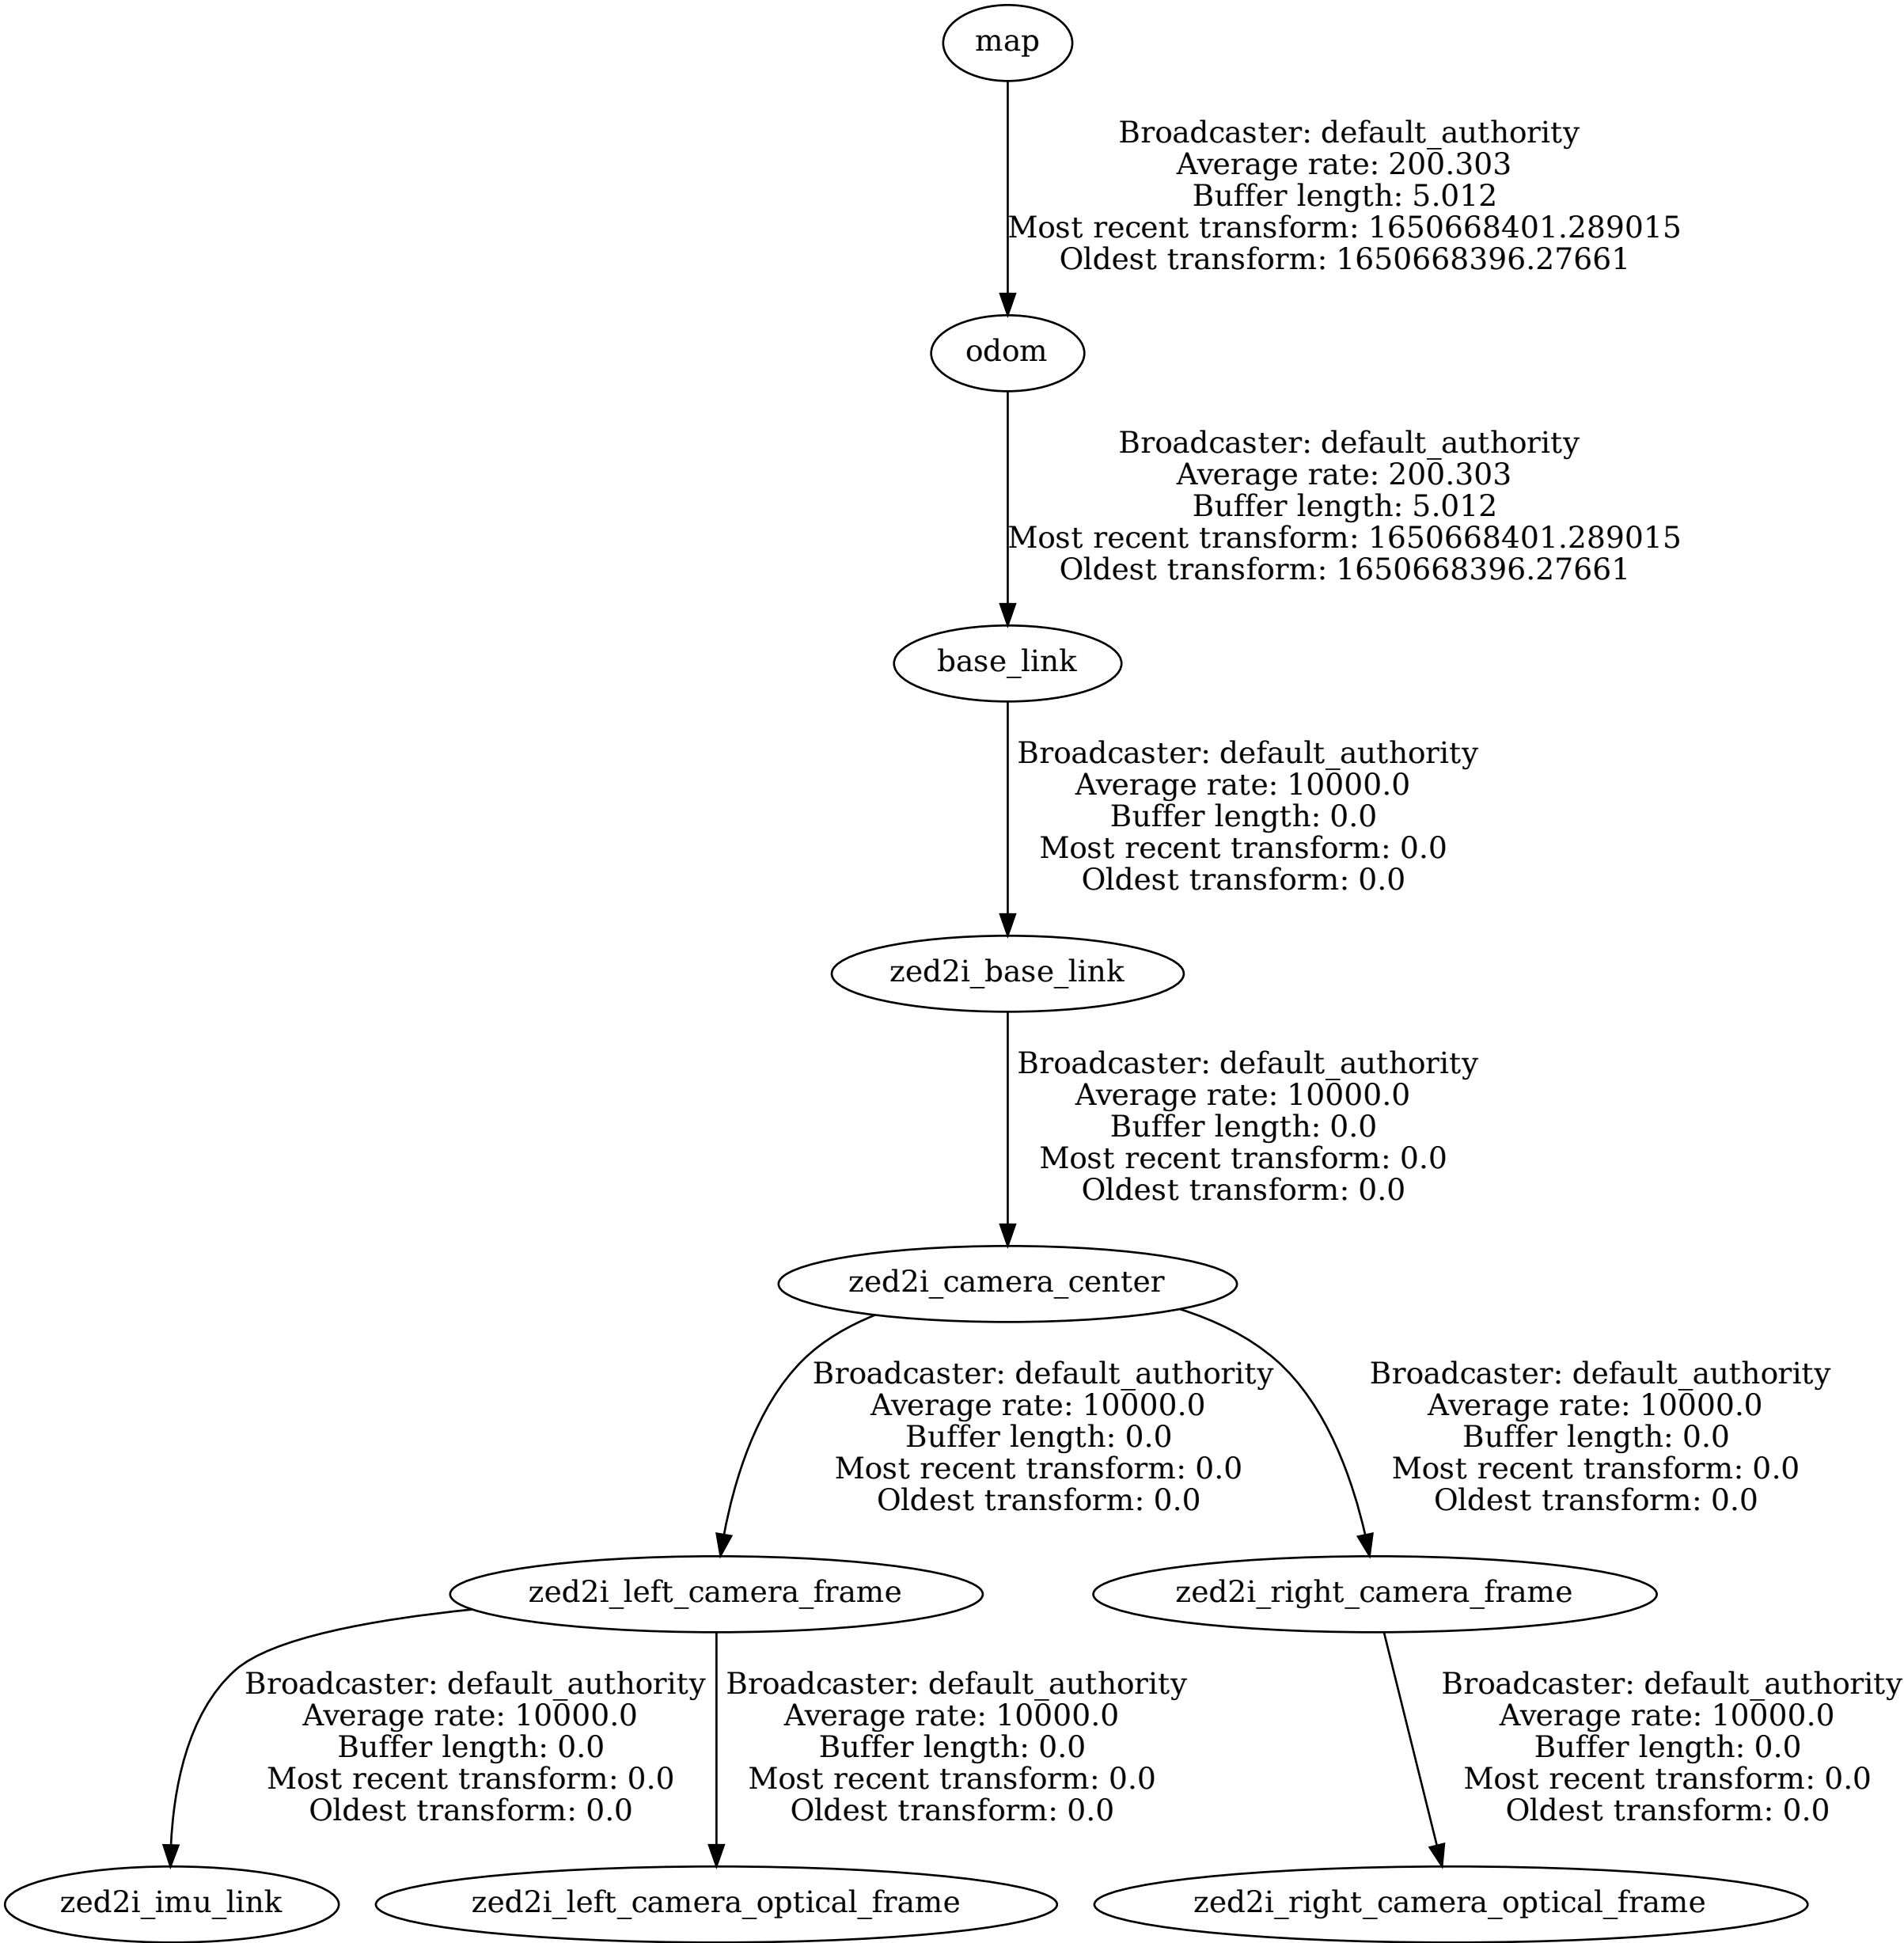 map
Broadcaster: default_authority
Average rate: 200.303
Buffer length: 5.012
Most recent transform: 1650668401.289015
Oldest transform: 1650668396.27661
odom
Broadcaster: default_authority
Average rate: 200.303
Buffer length: 5.012
Most recent transform: 1650668401.289015
Oldest transform: 1650668396.27661
base_link
Broadcaster: default_authority
Average rate: 10000.0
Buffer length: 0.0
Most recent transform: 0.0
Oldest transform: 0.0
zed2i_base_link
Broadcaster: default_authority
Average rate: 10000.0
Buffer length: 0.0
Most recent transform: 0.0
Oldest transform: 0.0
zed2i_camera_center
Broadcaster: default_authority
Average rate: 10000.0
Buffer length: 0.0
Most recent transform: 0.0
Oldest transform: 0.0
Broadcaster: default_authority
Average rate: 10000.0
Buffer length: 0.0
Most recent transform: 0.0
Oldest transform: 0.0
zed2i_left_camera_frame
zed2i_right_camera_frame
Broadcaster: default_authority
Average rate: 10000.0
Buffer length: 0.0
Most recent transform: 0.0
Oldest transform: 0.0
Broadcaster: default_authority
Average rate: 10000.0
Buffer length: 0.0
Most recent transform: 0.0
Oldest transform: 0.0
Broadcaster: default_authority
Average rate: 10000.0
Buffer length: 0.0
Most recent transform: 0.0
Oldest transform: 0.0
zed2i_imu_link
zed2i_left_camera_optical_frame
zed2i_right_camera_optical_frame